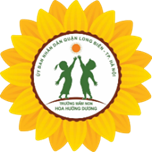 ỦY BAN NHÂN DÂN QUẬN LONG BIÊN - TP. HÀ NỘI
TRƯỜNG MẦM NON
HOA HƯỚNG DƯƠNG